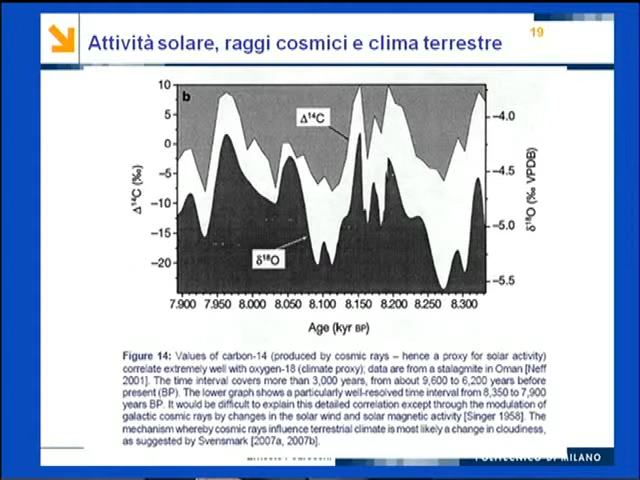 19
Attività solare, raggi cosmici e clima terrestre
b
10
5
0
−5
−10
−15
−20
Δ¹⁴C (‰)
Δ¹⁴C
δ¹⁸O
−4.0
−4.5
−5.0
−5.5
δ¹⁸O (‰ VPDB)
7.900 7.950 8.000 8.050 8.100 8.150 8.200 8.250 8.300
Age (kyr BP)
Figure 14: Values of carbon-14 (produced by cosmic rays – hence a proxy for solar activity)
correlate extremely well with oxygen-18 (climate proxy); data are from a stalagmite in Oman [Neff
2001]. The time interval covers more than 3,000 years, from about 9,600 to 6,200 years before
present (BP). The lower graph shows a particularly well-resolved time interval from 8,350 to 7,900
years BP. It would be difficult to explain this detailed correlation except through the modulation of
galactic cosmic rays by changes in the solar wind and solar magnetic activity [Singer 1958]. The
mechanism whereby cosmic rays influence terrestrial climate is most likely a change in cloudiness,
as suggested by Svensmark [2007a, 2007b].
POLITECNICO DI MILANO